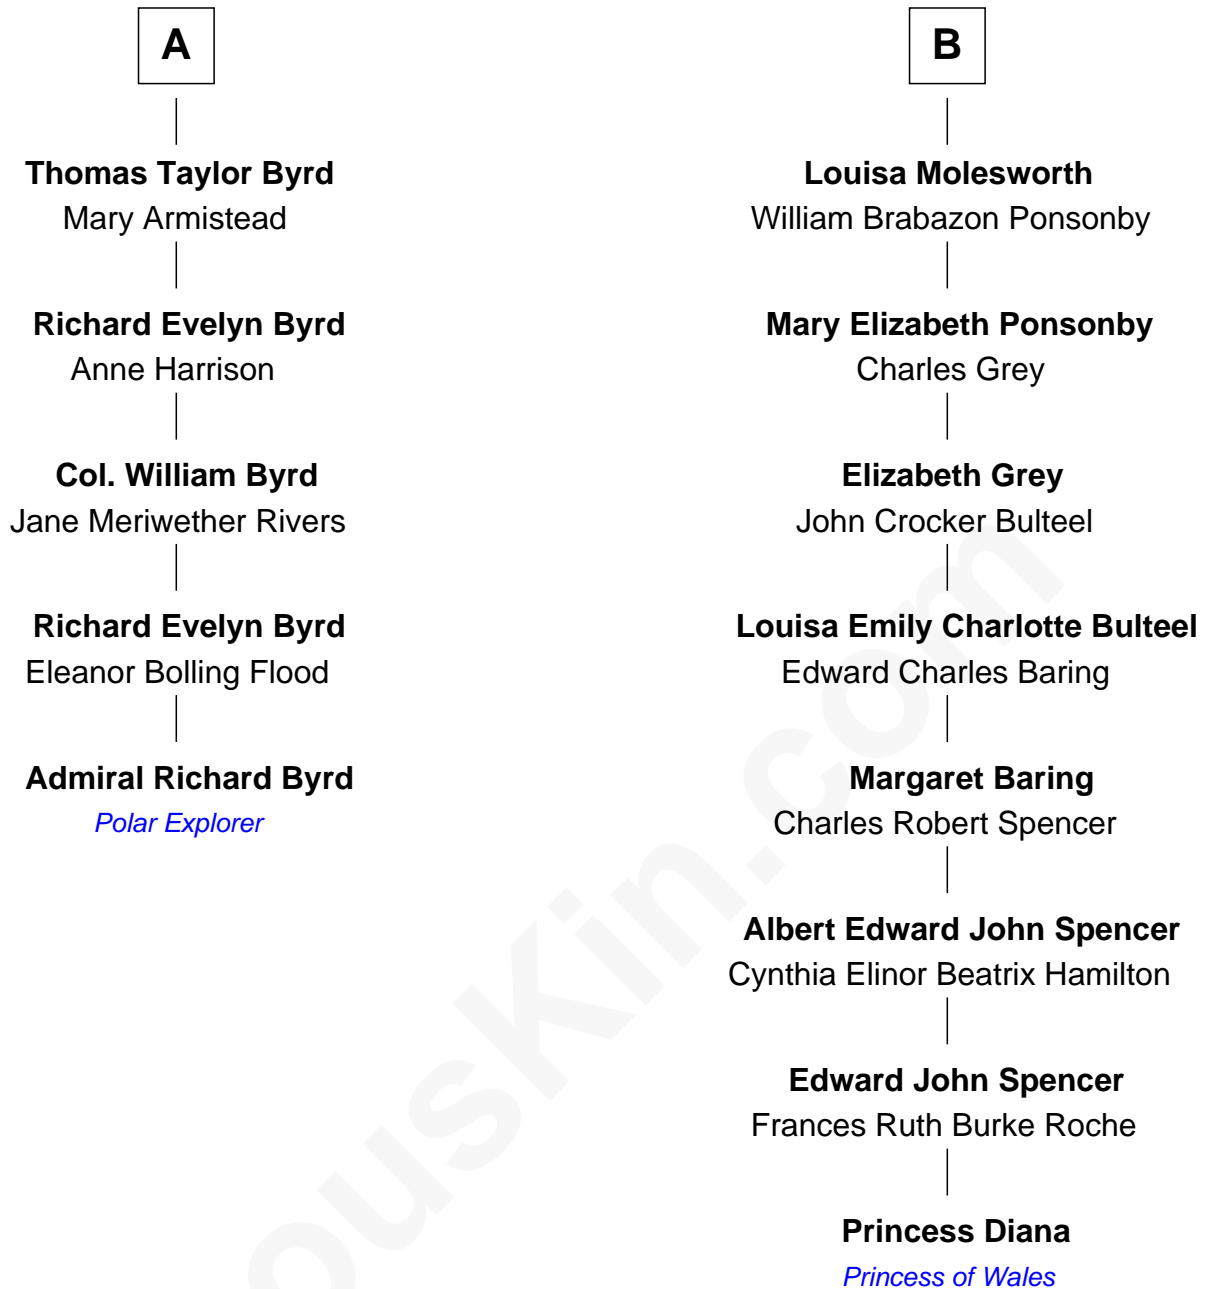 A
Thomas Taylor Byrd
Mary Armistead
Richard Evelyn Byrd
Anne Harrison
Col. William Byrd
Jane Meriwether Rivers
Richard Evelyn Byrd
Eleanor Bolling Flood
Admiral Richard Byrd
Polar Explorer
B
Louisa Molesworth
William Brabazon Ponsonby
Mary Elizabeth Ponsonby
Charles Grey
Elizabeth Grey
John Crocker Bulteel
Louisa Emily Charlotte Bulteel
Edward Charles Baring
Margaret Baring
Charles Robert Spencer
Albert Edward John Spencer
Cynthia Elinor Beatrix Hamilton
Edward John Spencer
Frances Ruth Burke Roche
Princess Diana
Princess of Wales
ousKin.com